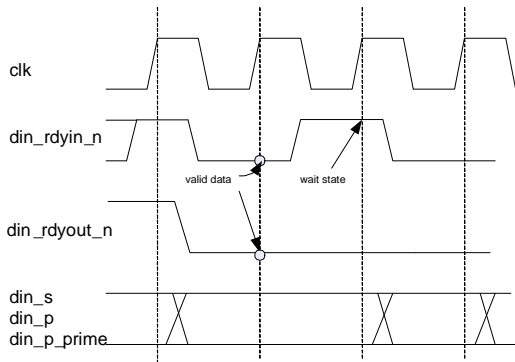 clk
din_rdyin_n
valid data
wait state
din_rdyout_n
din_s
din_p
din_p_prime